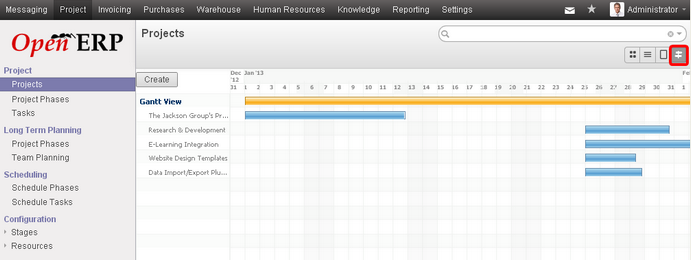 Messaging Project Invoicing Purchases Warehouse Human Resources Knowledge Reporting Settings Administrator
Open ERP
Projects
Project
Projects
Project Phases
Tasks
Long Term Planning
Project Phases
Team Planning
Scheduling
Schedule Phases
Schedule Tasks
Configuration
Stages
Resources
Create
Dec Jan '13 Fe
'12
31 1 2 3 4 5 6 7 8 9 10 11 12 13 14 15 16 17 18 19 20 21 22 23 24 25 26 27 28 29 30 31 1
Gantt View
The Jackson Group's Pr...
Research & Development
E-Learning Integration
Website Design Templates
Data Import/Export Plu...